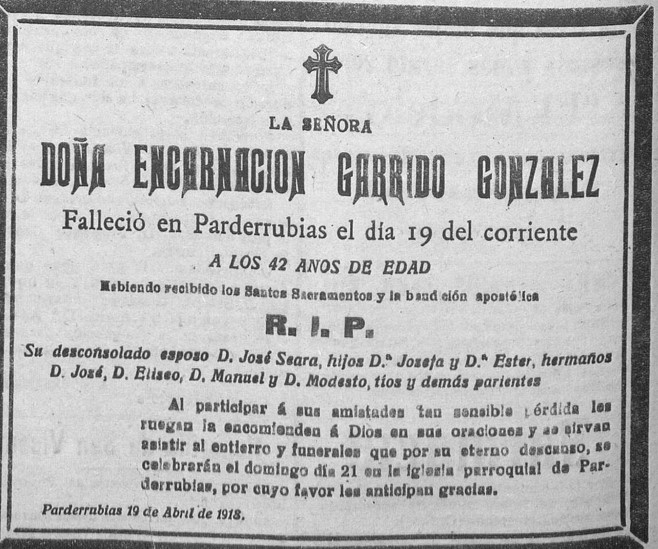 LA SEÑORA
DOÑA ENCARNACION GARRIDO GONZALEZ
Falleció en Parderrubias el día 19 del corriente
A LOS 42 ANOS DE EDAD
Habiendo recibido los Santos Sacramentos y la bendición apostólica
R. I. P.
Su desconsolado esposo D. José Seara, hijos D.ª Josefa y D.ª Ester, hermaños
D. José, D. Eliseo, D. Manuel y D. Modesto, tios y demás parientes
Al participar á sus amistades tan sensible pérdida les
ruegan la encomienden á Dios en sus oraciones y se sirvan
asistir al entierro y funerales que por su eterno descanso, se
celebrarán el domingo día 21 en la iglesia parroquial de Par-
derrubias, por cuyo favor les anticipan gracias.
Parderrubias 19 de Abril de 1918.